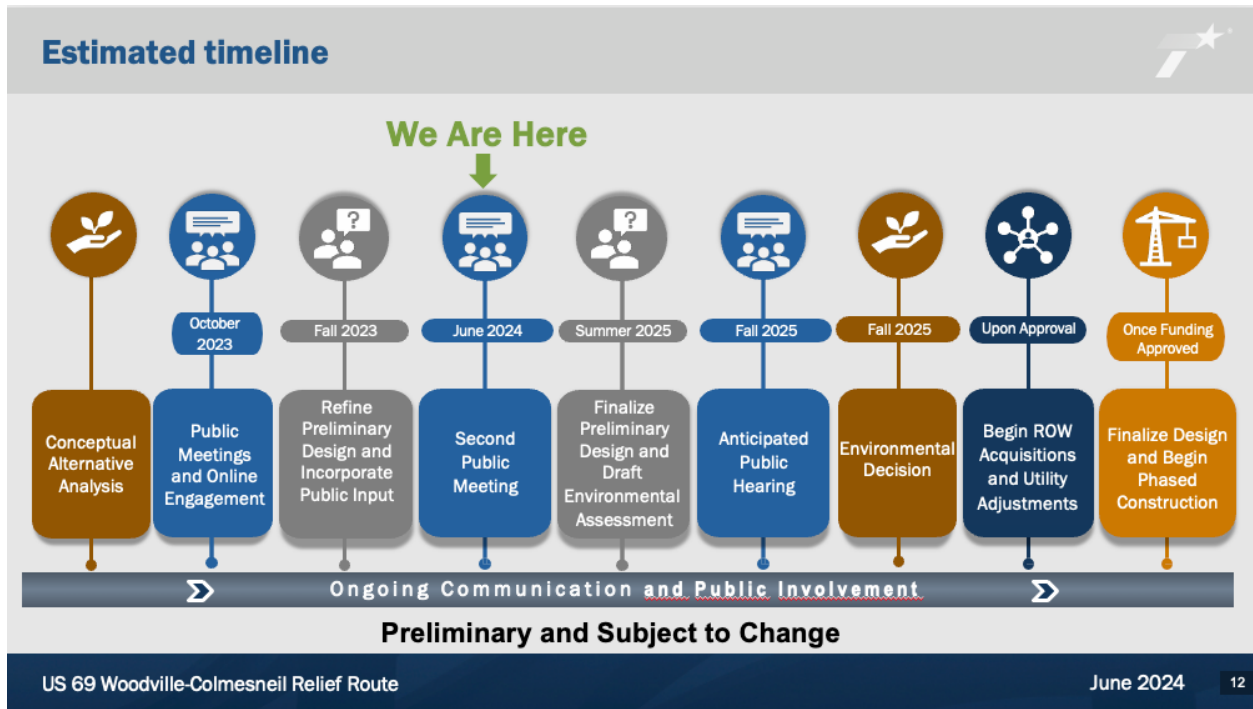 Estimated timeline
We Are Here
?
?
October
2023
Fall 2023
June 2024
Summer 2025
Fall 2025
Fall 2025
Upon Approval
Once Funding
Approved
Conceptual
Alternative
Analysis
Public
Meetings
and Online
Engagement
Refine
Preliminary
Design and
Incorporate
Public Input
Second
Public
Meeting
Finalize
Preliminary
Design and
Draft
Environmental
Assessment
Anticipated
Public
Hearing
Environmental
Decision
Begin ROW
Acquisitions
and Utility
Adjustments
Finalize Design
and Begin
Phased
Construction
Ongoing Communication and Public Involvement
Preliminary and Subject to Change
US 69 Woodville-Colmesneil Relief Route
June 2024
12